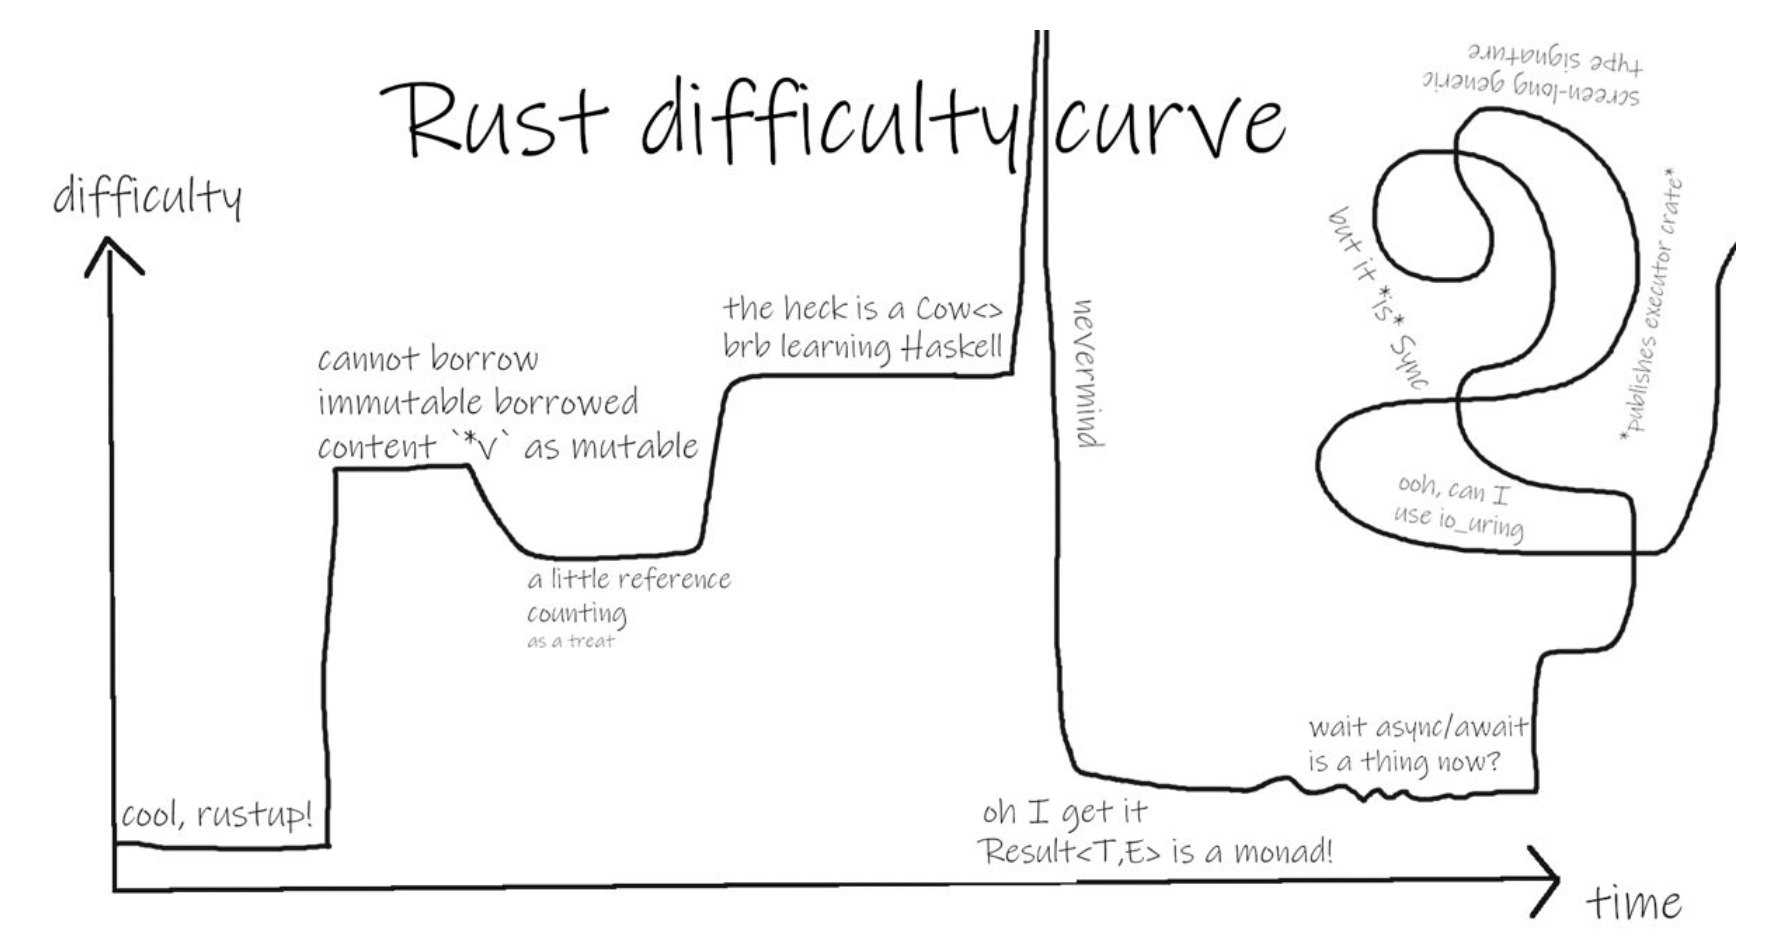 Rust difficulty curve
difficulty
cool, rustup!
cannot borrow
immutable borrowed
content `*v` as mutable
a little reference
counting
as a treat
the heck is a Cow<>
brb learning Haskell
nevermind
oh I get it
Result<T,E> is a monad!
wait async/await
is a thing now?
but it *is* Sync
screen-long generic
type signature
*publishes executor crate*
ooh, can I
use io_uring
time